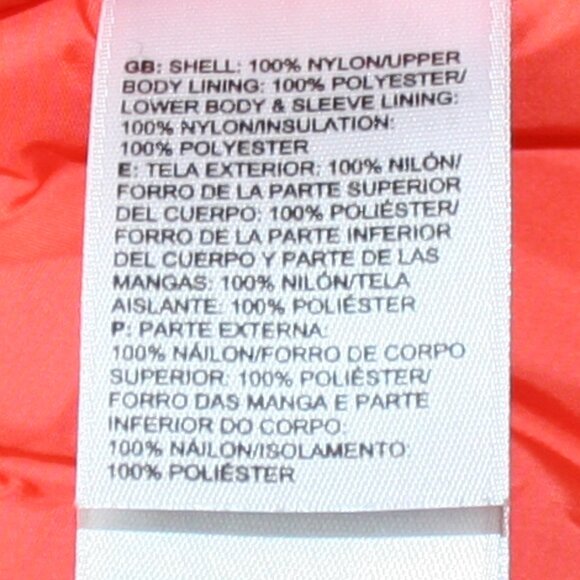 GB: SHELL: 100% NYLON/UPPER
BODY LINING: 100% POLYESTER/
LOWER BODY & SLEEVE LINING:
100% NYLON/INSULATION:
100% POLYESTER
E: TELA EXTERIOR: 100% NILÓN/
FORRO DE LA PARTE SUPERIOR
DEL CUERPO: 100% POLIÉSTER/
FORRO DE LA PARTE INFERIOR
DEL CUERPO Y PARTE DE LAS
MANGAS: 100% NILÓN/TELA
AISLANTE: 100% POLIÉSTER
P: PARTE EXTERNA:
100% NÁILON/FORRO DE CORPO
SUPERIOR: 100% POLIÉSTER/
FORRO DAS MANGA E PARTE
INFERIOR DO CORPO:
100% NÁILON/ISOLAMENTO:
100% POLIÉSTER